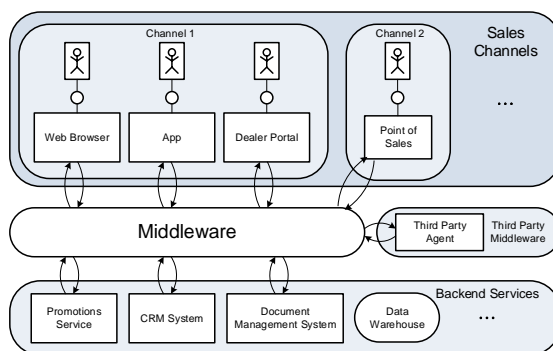 Channel 1
Channel 2
Sales
Channels
Web Browser
App
Dealer Portal
Point of
Sales
...
Middleware
Third Party
Agent
Third Party
Middleware
Backend Services
Promotions
Service
CRM System
Document
Management System
Data
Warehouse
...